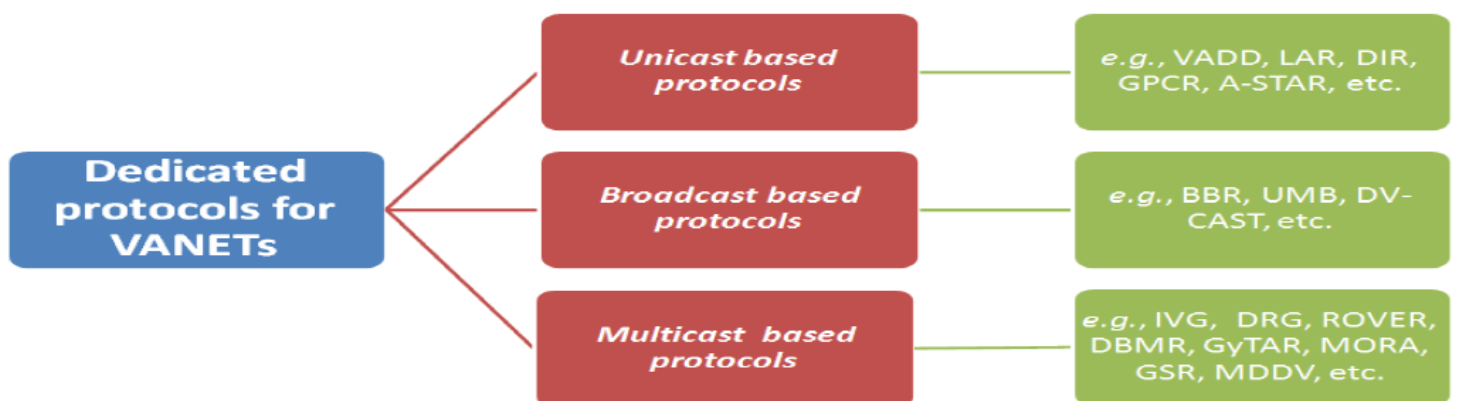 Dedicated
protocols for
VANETs
Unicast based
protocols
e.g., VADD, LAR, DIR,
GPCR, A-STAR, etc.
Broadcast based
protocols
e.g., BBR, UMB, DV-
CAST, etc.
Multicast based
protocols
e.g., IVG, DRG, ROVER,
DBMR, GyTAR, MORA,
GSR, MDDV, etc.